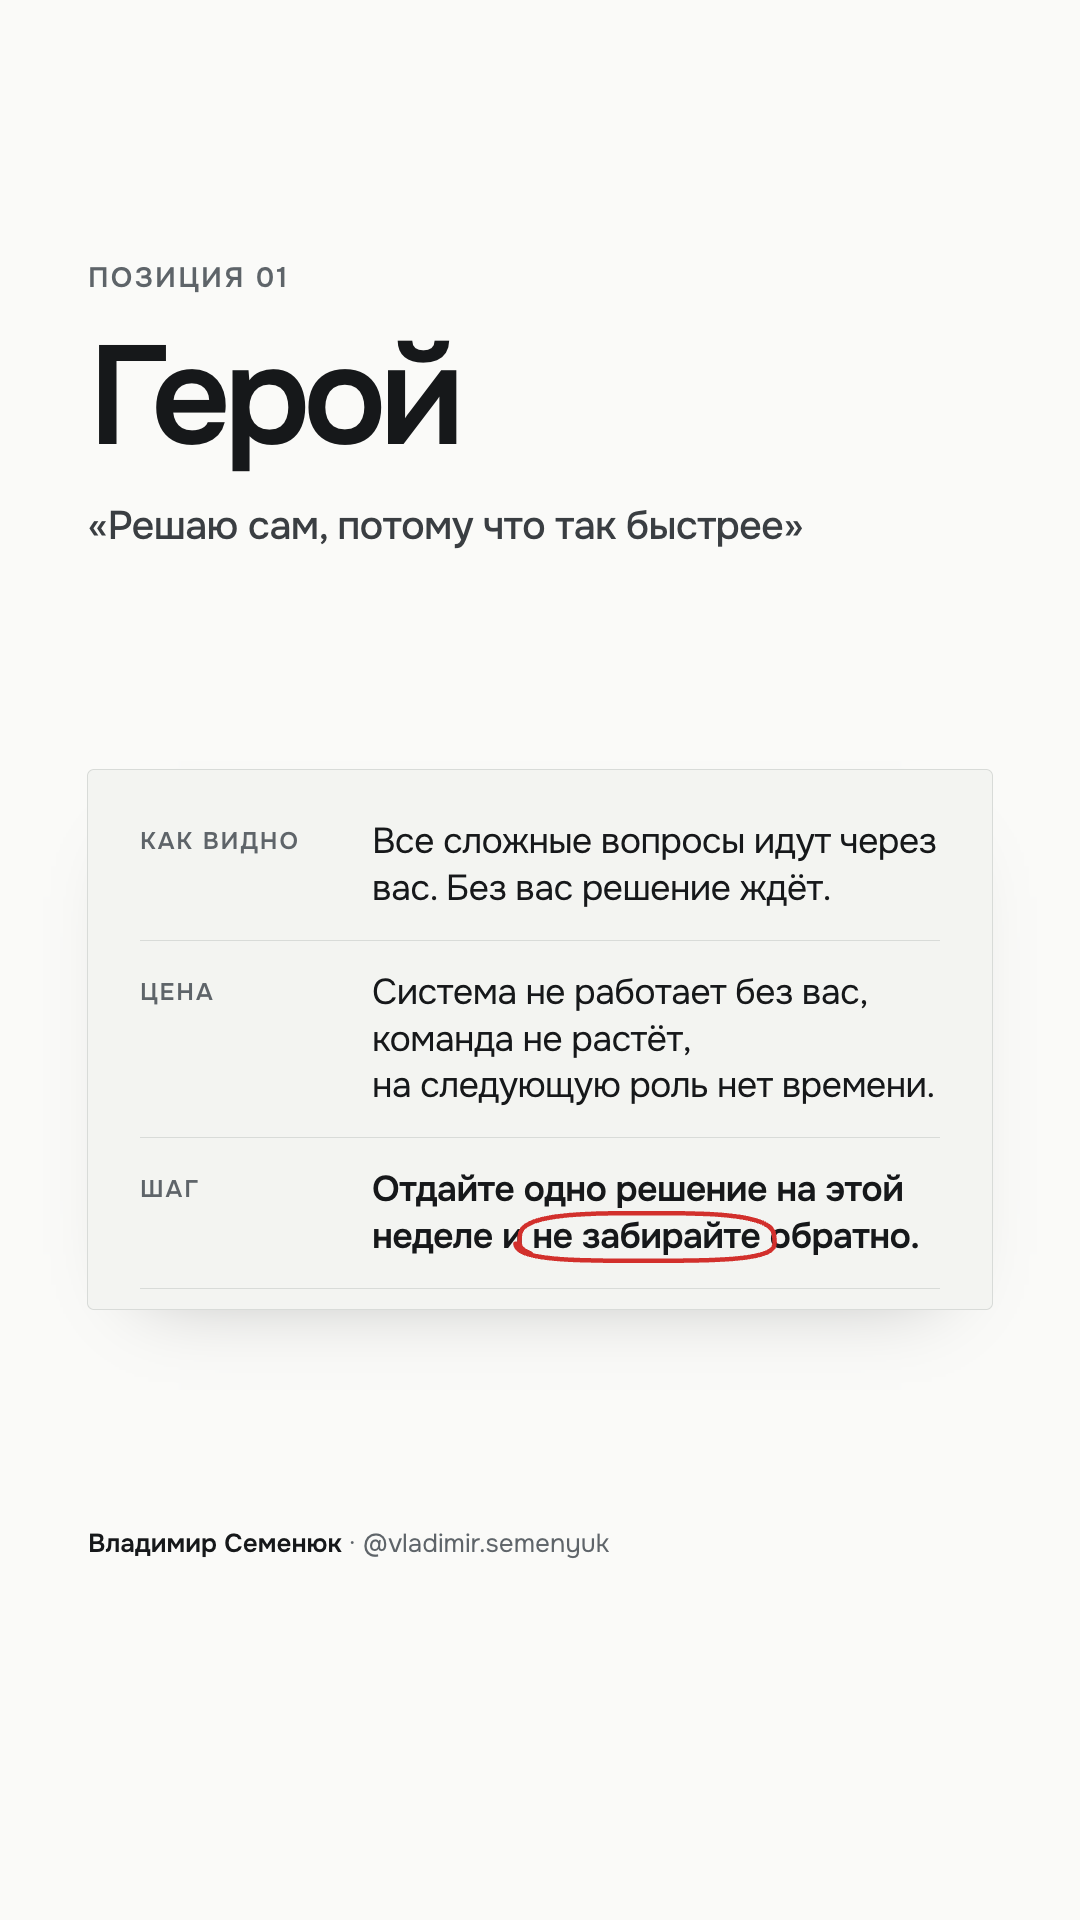 ПОЗИЦИЯ 01
Герой
«Решаю сам, потому что так быстрее»
КАК ВИДНО
Все сложные вопросы идут через
вас. Без вас решение ждёт.
ЦЕНА
Система не работает без вас,
команда не растёт,
на следующую роль нет времени.
ШАГ
Отдайте одно решение на этой
неделе и не забирайте обратно.
Владимир Семенюк · @vladimir.semenyuk